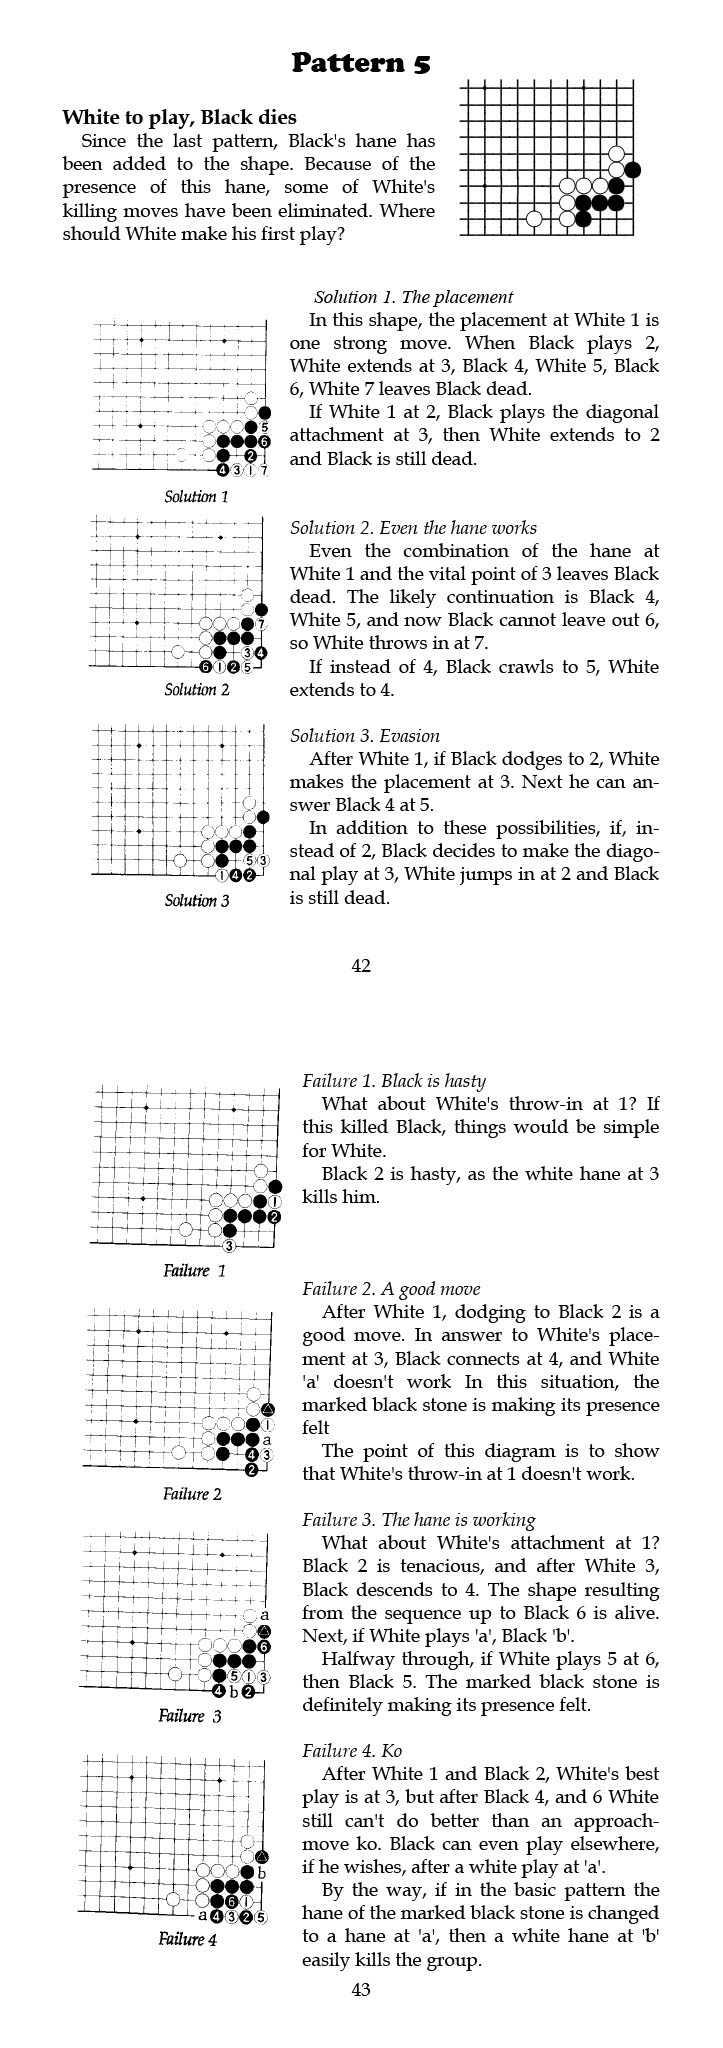 Pattern 5
White to play, Black dies
Since the last pattern, Black's hane has
been added to the shape. Because of the
presence of this hane, some of White's
killing moves have been eliminated. Where
should White make his first play?
Solution 1. The placement
In this shape, the placement at White 1 is
one strong move. When Black plays 2,
White extends at 3, Black 4, White 5, Black
6, White 7 leaves Black dead.
If White 1 at 2, Black plays the diagonal
attachment at 3, then White extends to 2
and Black is still dead.
5
6
2
4 3 1 7
Solution 1
Solution 2. Even the hane works
Even the combination of the hane at
White 1 and the vital point of 3 leaves Black
dead. The likely continuation is Black 4,
White 5, and now Black cannot leave out 6,
so White throws in at 7.
If instead of 4, Black crawls to 5, White
extends to 4.
7
3 4
6 1 2 5
Solution 2
Solution 3. Evasion
After White 1, if Black dodges to 2, White
makes the placement at 3. Next he can an-
swer Black 4 at 5.
In addition to these possibilities, if, in-
stead of 2, Black decides to make the diago-
nal play at 3, White jumps in at 2 and Black
is still dead.
5 3
1 4 2
Solution 3
42
Failure 1. Black is hasty
What about White's throw-in at 1? If
this killed Black, things would be simple
for White.
Black 2 is hasty, as the white hane at 3
kills him.
1
2
3
Failure 1
Failure 2. A good move
After White 1, dodging to Black 2 is a
good move. In answer to White's place-
ment at 3, Black connects at 4, and White
'a' doesn't work In this situation, the
marked black stone is making its presence
felt
The point of this diagram is to show
that White's throw-in at 1 doesn't work.
1
a
4 3
2
Failure 2
Failure 3. The hane is working
What about White's attachment at 1?
Black 2 is tenacious, and after White 3,
Black descends to 4. The shape resulting
from the sequence up to Black 6 is alive.
Next, if White plays 'a', Black 'b'.
Halfway through, if White plays 5 at 6,
then Black 5. The marked black stone is
definitely making its presence felt.
a
6
5 1 3
4 b 2
Failure 3
Failure 4. Ko
After White 1 and Black 2, White's best
play is at 3, but after Black 4, and 6 White
still can't do better than an approach-
move ko. Black can even play elsewhere,
if he wishes, after a white play at 'a'.
By the way, if in the basic pattern the
hane of the marked black stone is changed
to a hane at 'a', then a white hane at 'b'
easily kills the group.
b
6 1
a 4 3 2 5
Failure 4
43